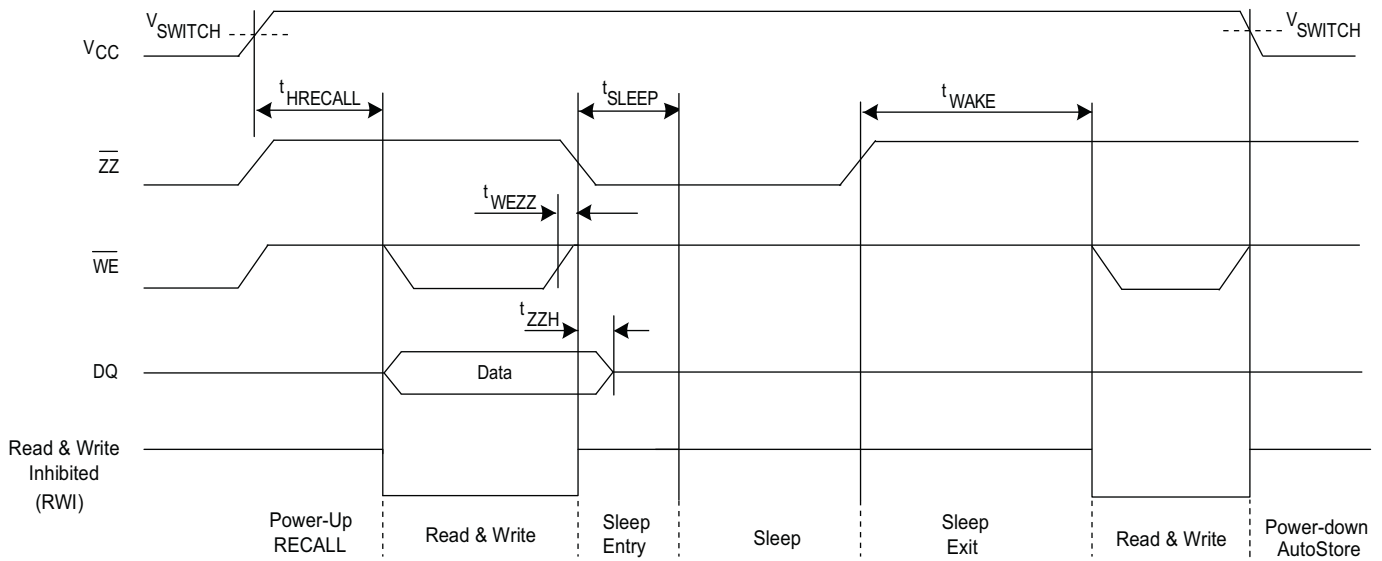 VSWITCH
VSWITCH
VCC
tHRECALL
tSLEEP
tWAKE
ZZ
tWEZZ
WE
tZZH
DQ
Data
Read & Write
Inhibited
(RWI)
Power-Up
RECALL
Read & Write
Sleep
Entry
Sleep
Sleep
Exit
Read & Write
Power-down
AutoStore